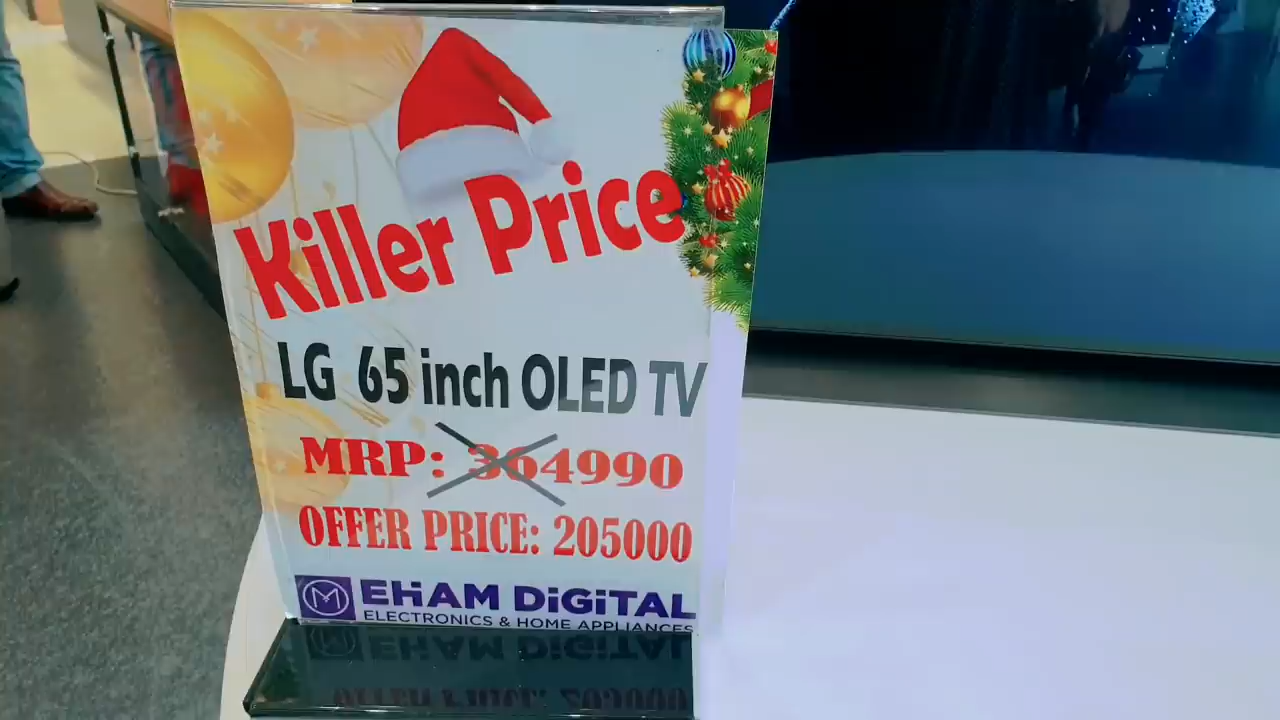 Killer Price
LG 65 inch OLED TV
MRP: 364990
OFFER PRICE: 205000
M EHAM DiGiTAL
ELECTRONICS & HOME APPLIANCES